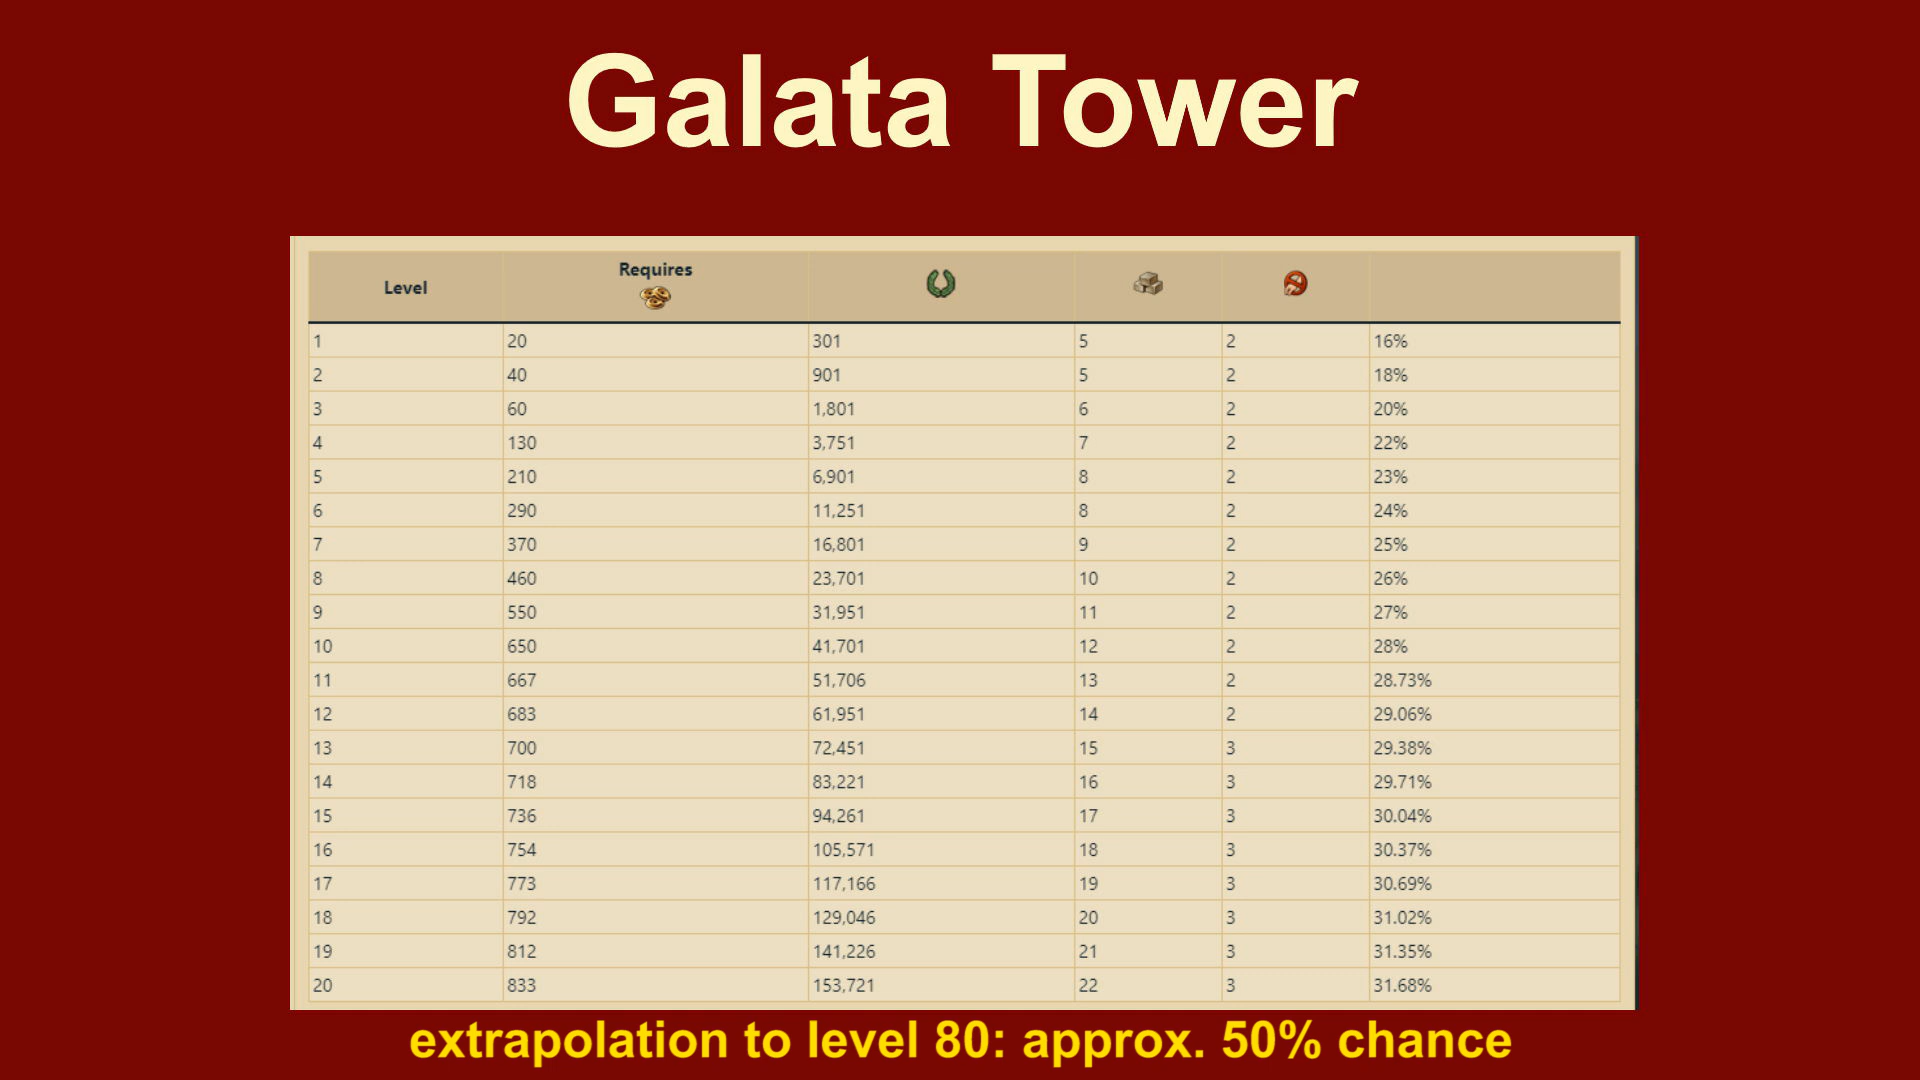 Galata Tower
Level Requires
1 20 301 5 2 16%
2 40 901 5 2 18%
3 60 1,801 6 2 20%
4 130 3,751 7 2 22%
5 210 6,901 8 2 23%
6 290 11,251 8 2 24%
7 370 16,801 9 2 25%
8 460 23,701 10 2 26%
9 550 31,951 11 2 27%
10 650 41,701 12 2 28%
11 667 51,706 13 2 28.73%
12 683 61,951 14 2 29.06%
13 700 72,451 15 3 29.38%
14 718 83,221 16 3 29.71%
15 736 94,261 17 3 30.04%
16 754 105,571 18 3 30.37%
17 773 117,166 19 3 30.69%
18 792 129,046 20 3 31.02%
19 812 141,226 21 3 31.35%
20 833 153,721 22 3 31.68%
extrapolation to level 80: approx. 50% chance